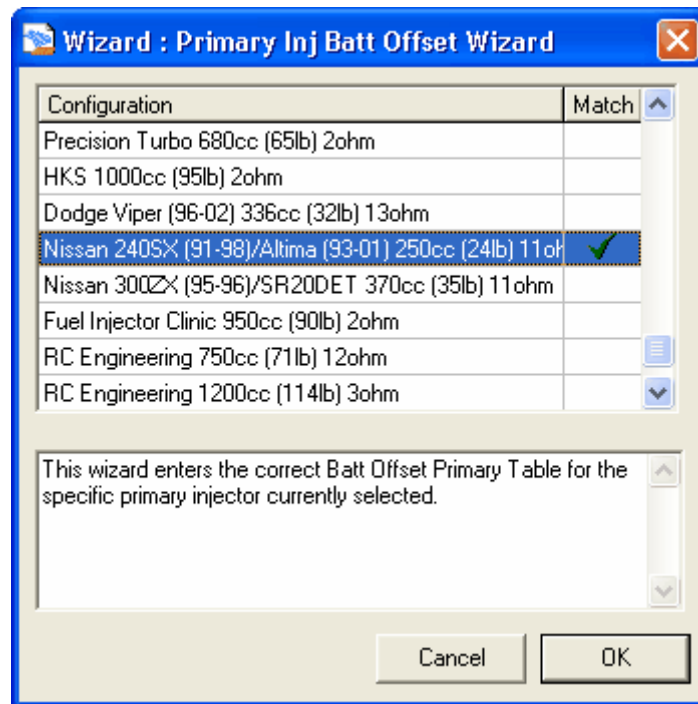 Wizard : Primary Inj Batt Offset Wizard
Configuration Match
Precision Turbo 680cc (65lb) 2ohm
HKS 1000cc (95lb) 2ohm
Dodge Viper (96-02) 336cc (32lb) 13ohm
Nissan 240SX (91-98)/Altima (93-01) 250cc (24lb) 11oh
Nissan 300ZX (95-96)/SR20DET 370cc (35lb) 11ohm
Fuel Injector Clinic 950cc (90lb) 2ohm
RC Engineering 750cc (71lb) 12ohm
RC Engineering 1200cc (114lb) 3ohm
This wizard enters the correct Batt Offset Primary Table for the
specific primary injector currently selected.
Cancel OK